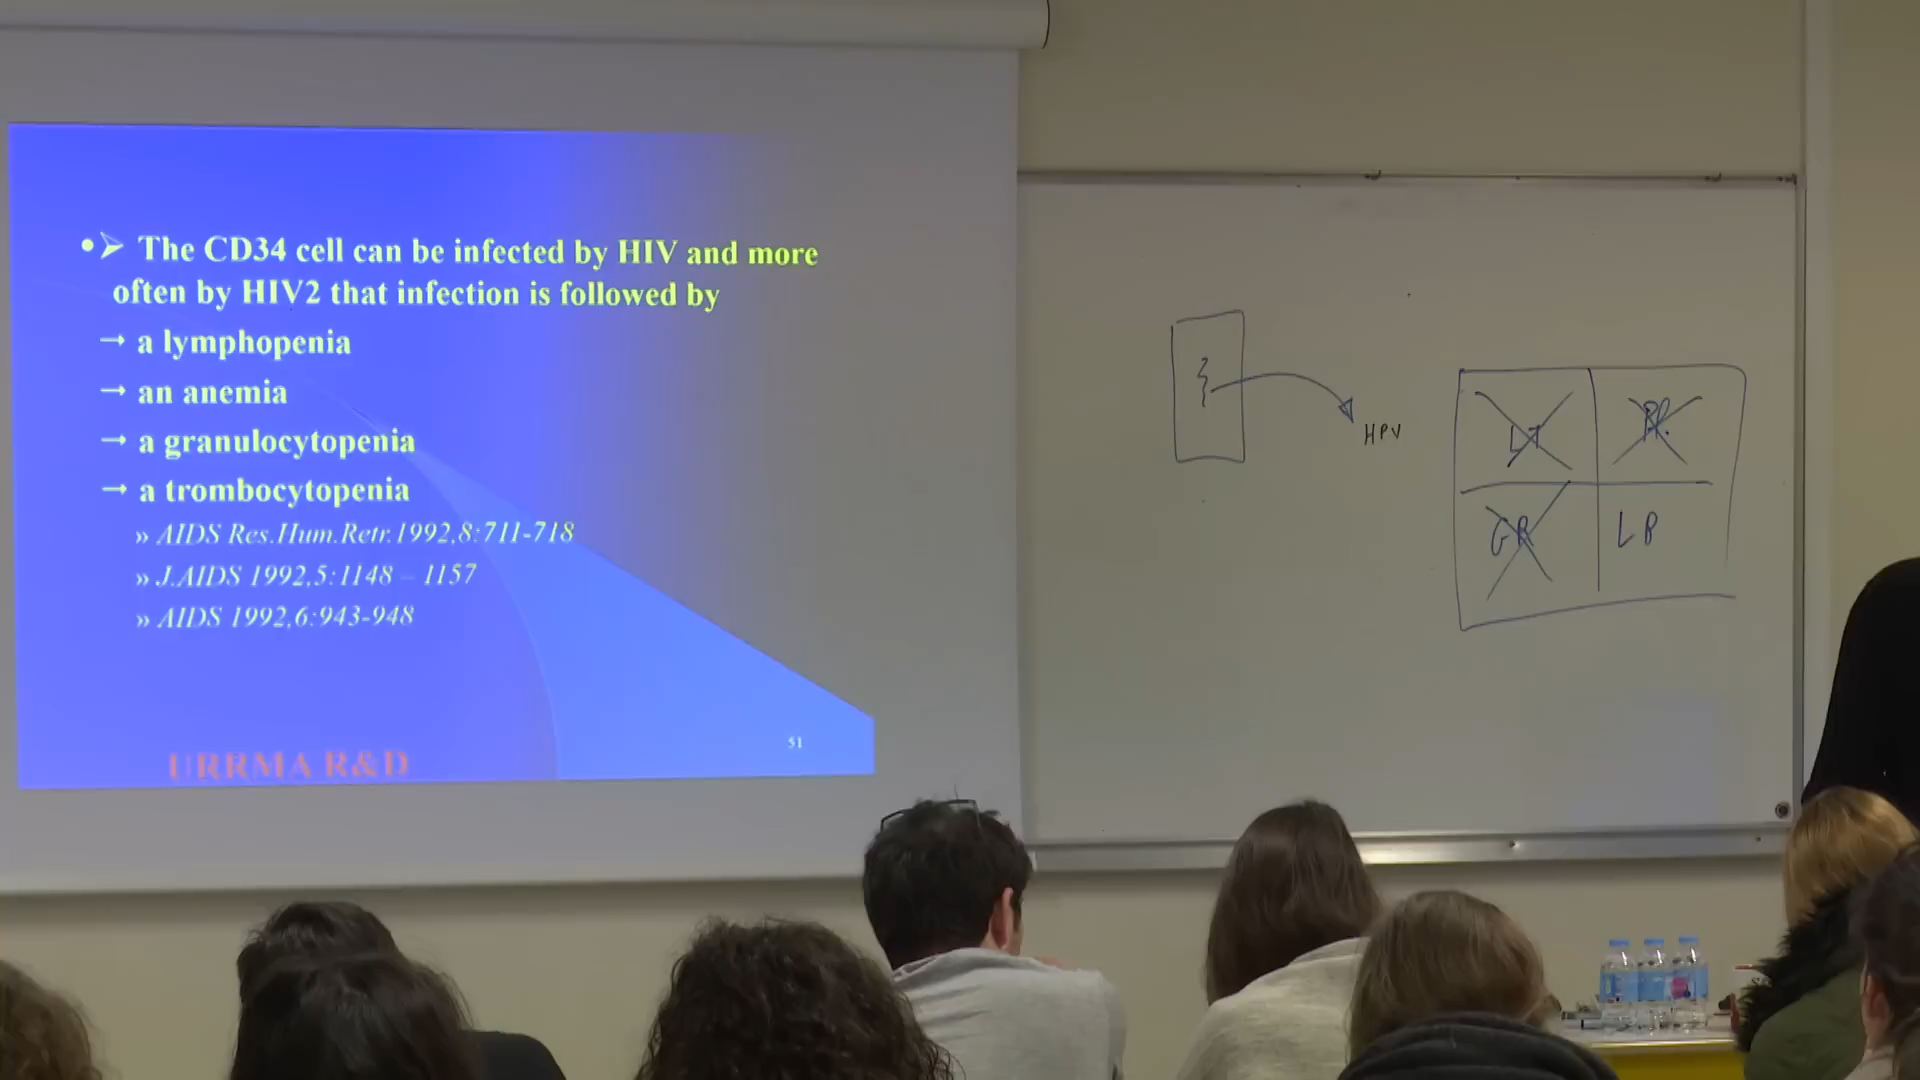 •➢ The CD34 cell can be infected by HIV and more
often by HIV2 that infection is followed by
→ a lymphopenia
→ an anemia
→ a granulocytopenia
→ a trombocytopenia
» AIDS Res.Hum.Retr.1992,8:711-718
» J.AIDS 1992,5:1148 – 1157
» AIDS 1992,6:943-948
51
URRMA R&D
HPV
LT
GR
LB